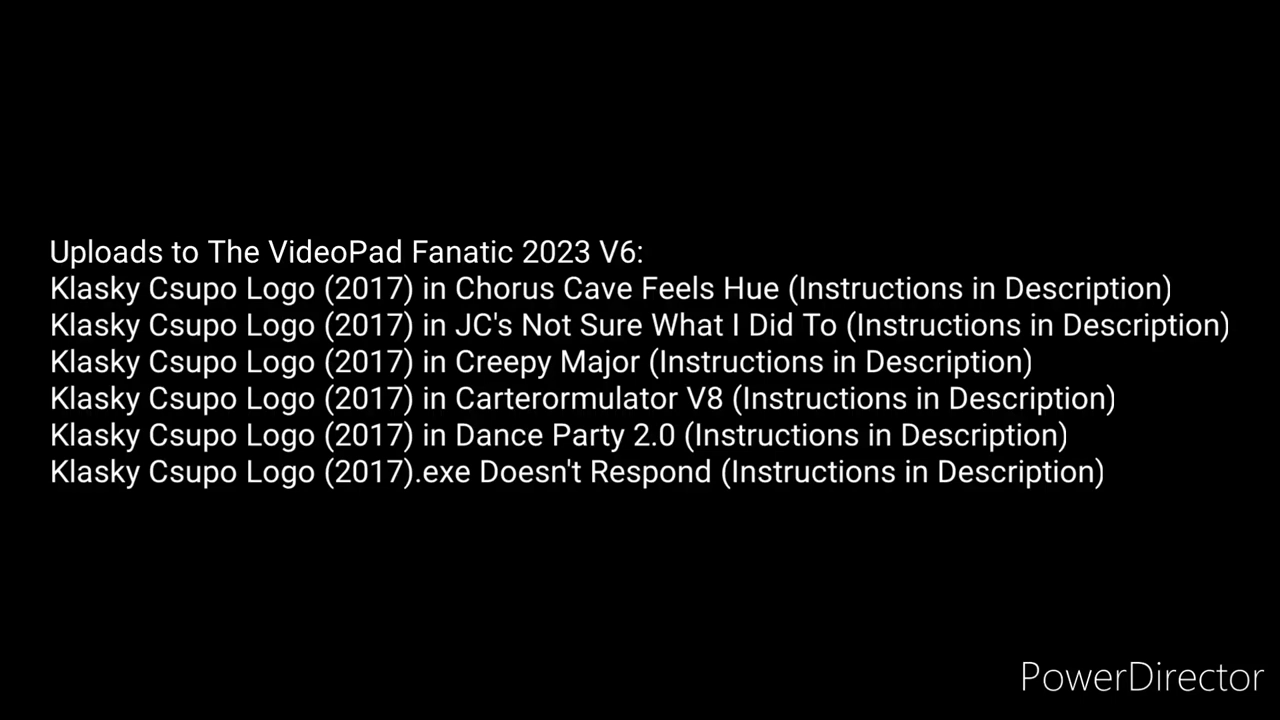 Uploads to The VideoPad Fanatic 2023 V6:
Klasky Csupo Logo (2017) in Chorus Cave Feels Hue (Instructions in Description)
Klasky Csupo Logo (2017) in JC's Not Sure What I Did To (Instructions in Description)
Klasky Csupo Logo (2017) in Creepy Major (Instructions in Description)
Klasky Csupo Logo (2017) in Carterormulator V8 (Instructions in Description)
Klasky Csupo Logo (2017) in Dance Party 2.0 (Instructions in Description)
Klasky Csupo Logo (2017).exe Doesn't Respond (Instructions in Description)
PowerDirector